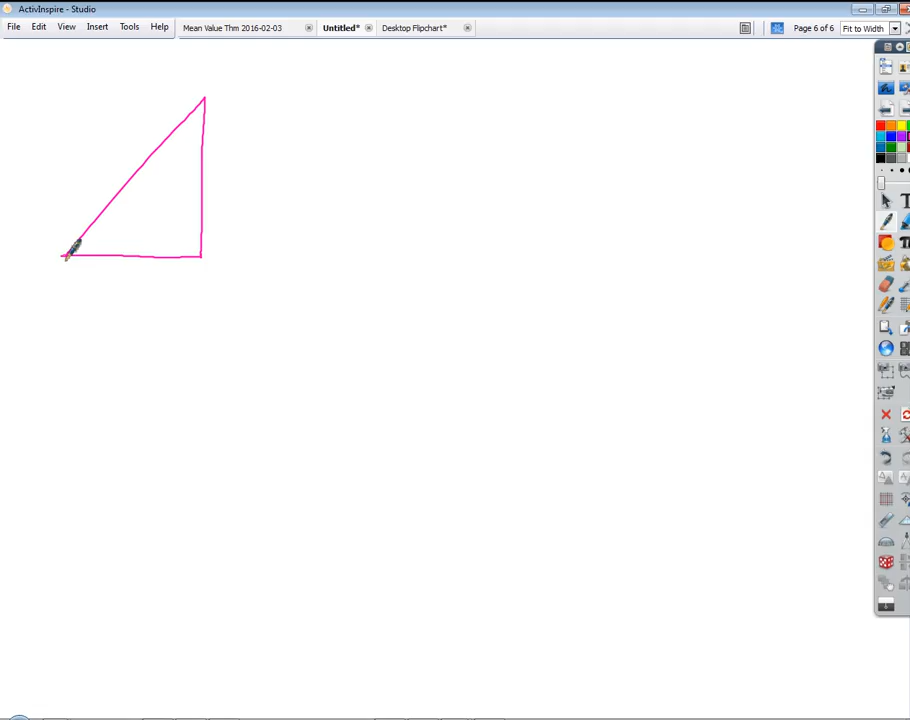 ActivInspire - Studio
File Edit View Insert Tools Help Mean Value Thm 2016-02-03 Untitled* Desktop Flipchart* Page 6 of 6 Fit to Width